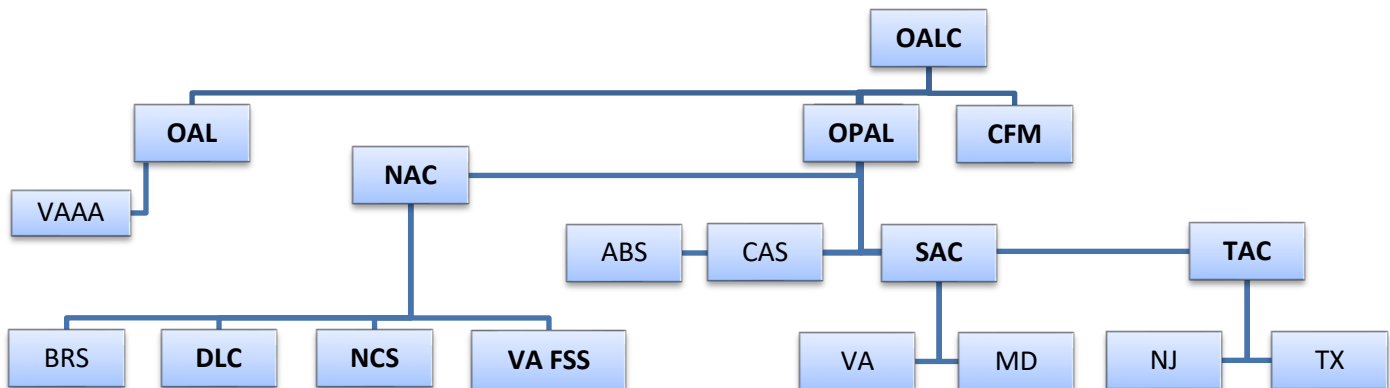 OALC
OAL
OPAL
CFM
NAC
VAAA
ABS
CAS
SAC
TAC
BRS
DLC
NCS
VA FSS
VA
MD
NJ
TX